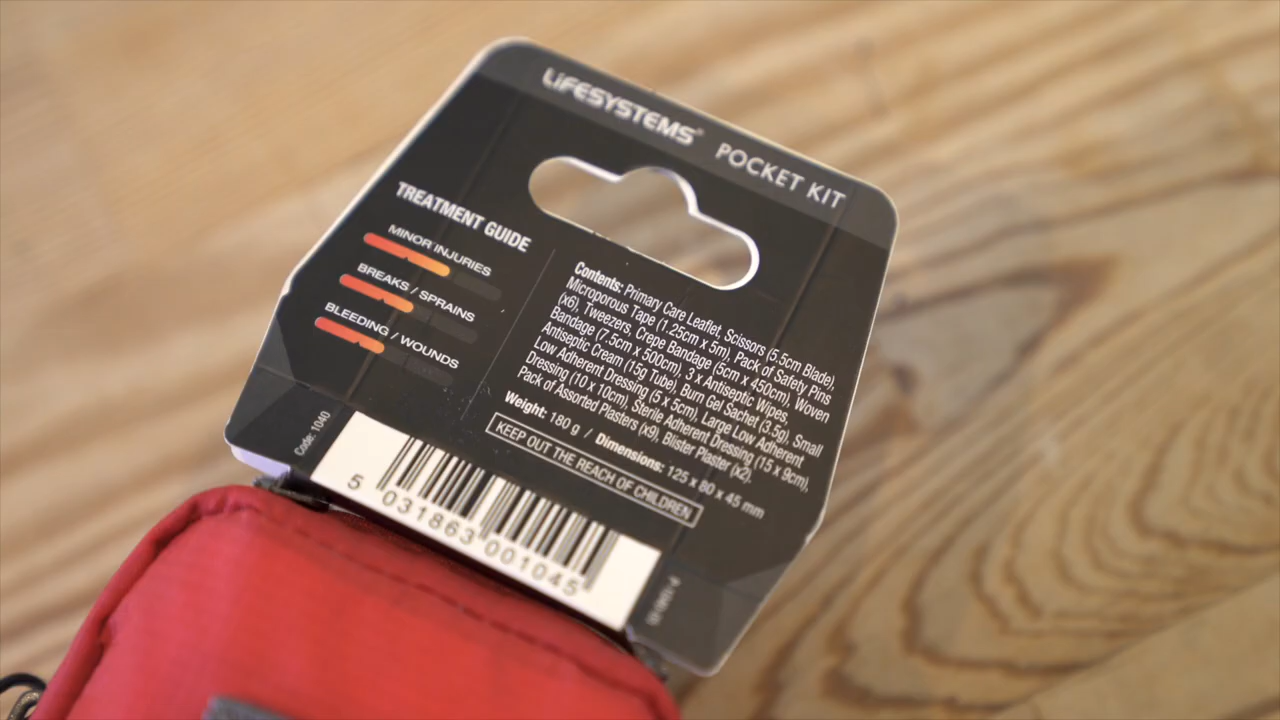 LIFESYSTEMS® POCKET KIT
TREATMENT GUIDE
MINOR INJURIES
BREAKS / SPRAINS
BLEEDING / WOUNDS
Contents: Primary Care Leaflet, Scissors (5.5cm Blade),
Microporous Tape (1.25cm x 5m), Pack of Safety Pins
(x6), Tweezers, Crepe Bandage (5cm x 450cm), Woven
Bandage (7.5cm x 500cm), 3 x Antiseptic Wipes,
Antiseptic Cream (15g Tube), Burn Gel Sachet (3.5g), Small
Low Adherent Dressing (5 x 5cm), Large Low Adherent
Dressing (10 x 10cm), Sterile Adherent Dressing (15 x 9cm),
Pack of Assorted Plasters (x9), Blister Plaster (x2).
Weight: 180 g / Dimensions: 125 x 80 x 45 mm
KEEP OUT THE REACH OF CHILDREN
Code: 1040
5 031863 001045